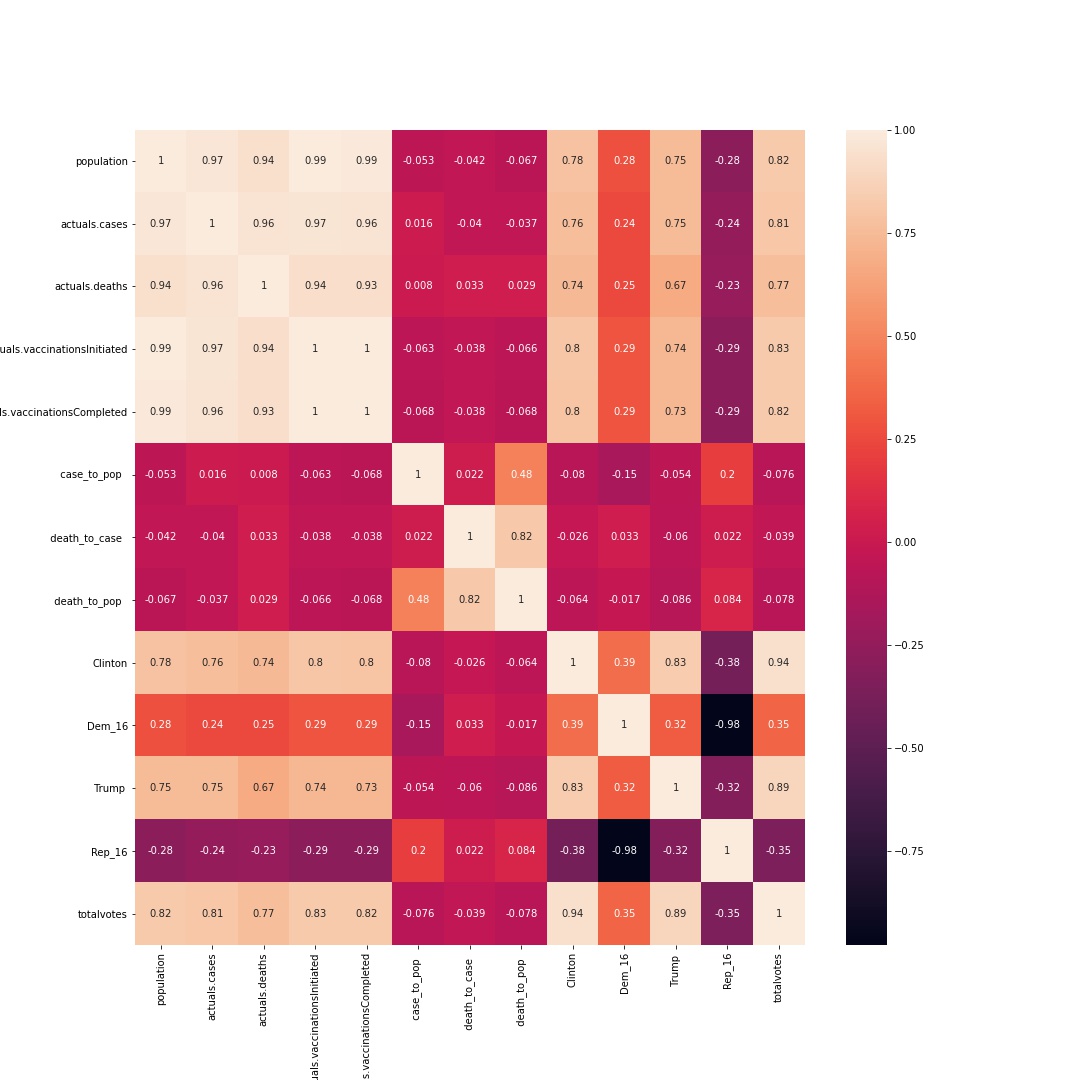 population 1 0.97 0.94 0.99 0.99 -0.053 -0.042 -0.067 0.78 0.28 0.75 -0.28 0.82
actuals.cases 0.97 1 0.96 0.97 0.96 0.016 -0.04 -0.037 0.76 0.24 0.75 -0.24 0.81
actuals.deaths 0.94 0.96 1 0.94 0.93 0.008 0.033 0.029 0.74 0.25 0.67 -0.23 0.77
uals.vaccinationsInitiated 0.99 0.97 0.94 1 1 -0.063 -0.038 -0.066 0.8 0.29 0.74 -0.29 0.83
ls.vaccinationsCompleted 0.99 0.96 0.93 1 1 -0.068 -0.038 -0.068 0.8 0.29 0.73 -0.29 0.82
case_to_pop -0.053 0.016 0.008 -0.063 -0.068 1 0.022 0.48 -0.08 -0.15 -0.054 0.2 -0.076
death_to_case -0.042 -0.04 0.033 -0.038 -0.038 0.022 1 0.82 -0.026 0.033 -0.06 0.022 -0.039
death_to_pop -0.067 -0.037 0.029 -0.066 -0.068 0.48 0.82 1 -0.064 -0.017 -0.086 0.084 -0.078
Clinton 0.78 0.76 0.74 0.8 0.8 -0.08 -0.026 -0.064 1 0.39 0.83 -0.38 0.94
Dem_16 0.28 0.24 0.25 0.29 0.29 -0.15 0.033 -0.017 0.39 1 0.32 -0.98 0.35
Trump 0.75 0.75 0.67 0.74 0.73 -0.054 -0.06 -0.086 0.83 0.32 1 -0.32 0.89
Rep_16 -0.28 -0.24 -0.23 -0.29 -0.29 0.2 0.022 0.084 -0.38 -0.98 -0.32 1 -0.35
totalvotes 0.82 0.81 0.77 0.83 0.82 -0.076 -0.039 -0.078 0.94 0.35 0.89 -0.35 1
population
actuals.cases
actuals.deaths
uals.vaccinationsInitiated
s.vaccinationsCompleted
case_to_pop
death_to_case
death_to_pop
Clinton
Dem_16
Trump
Rep_16
totalvotes
1.00
0.75
0.50
0.25
0.00
−0.25
−0.50
−0.75